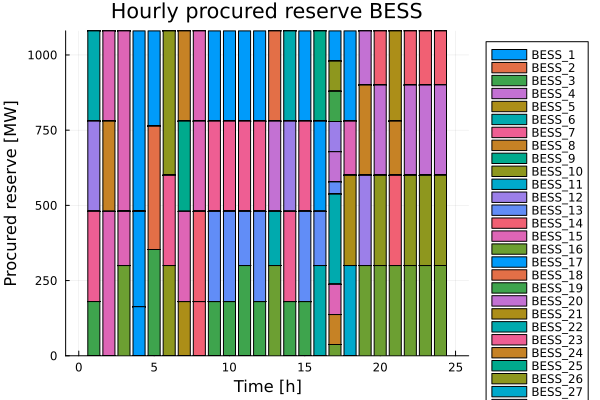 Hourly procured reserve BESS
Procured reserve [MW]
1000
750
500
250
0
0
5
10
15
20
25
Time [h]
BESS_1
BESS_2
BESS_3
BESS_4
BESS_5
BESS_6
BESS_7
BESS_8
BESS_9
BESS_10
BESS_11
BESS_12
BESS_13
BESS_14
BESS_15
BESS_16
BESS_17
BESS_18
BESS_19
BESS_20
BESS_21
BESS_22
BESS_23
BESS_24
BESS_25
BESS_26
BESS_27